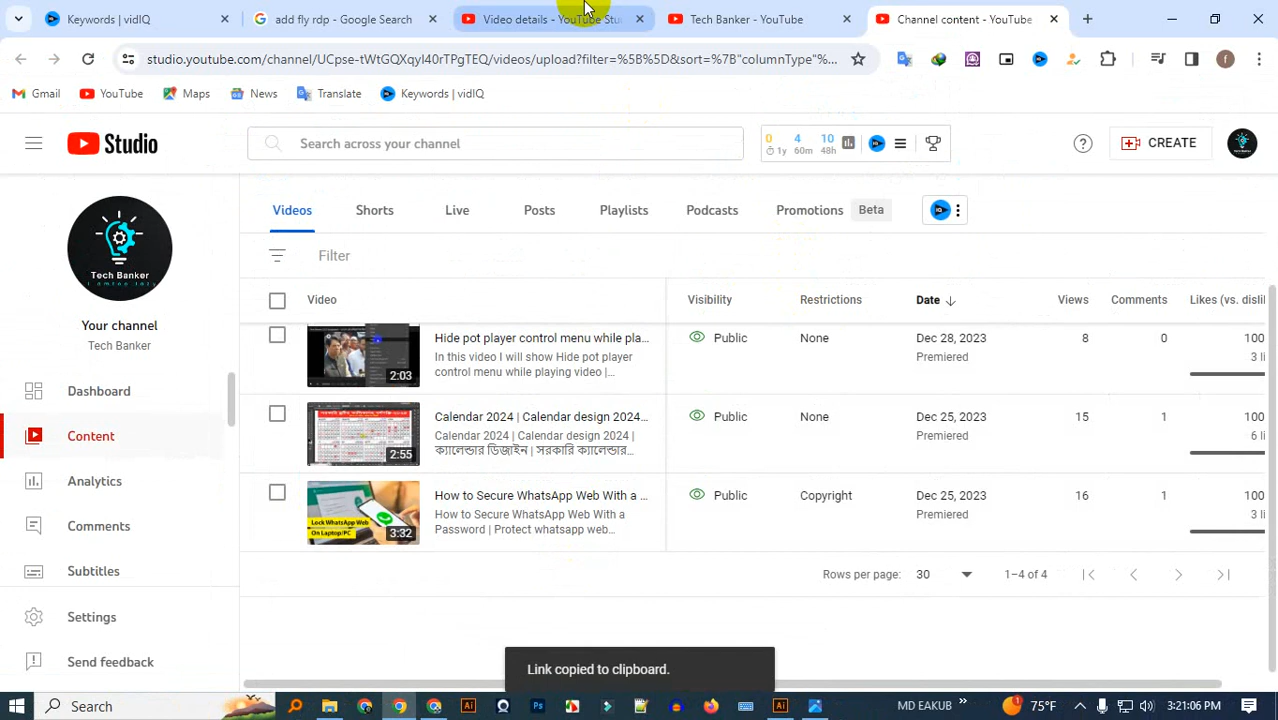 Keywords | vidIQ
add fly rdp - Google Search
Video details - YouTube Stu
Tech Banker - YouTube
Channel content - YouTube
studio.youtube.com/channel/UCpse-tWtGQXqyI40rTPgTEQ/videos/upload?filter=%5B%5D&sort=%7B"columnType"%...
f
Gmail
YouTube
Maps
News
Translate
Keywords | vidIQ
Studio
Search across your channel
0 4 10
1y 60m 48h
CREATE
Videos
Shorts
Live
Posts
Playlists
Podcasts
Promotions
Beta
Filter
Tech Banker
Your channel
Tech Banker
Dashboard
Content
Analytics
Comments
Subtitles
Settings
Send feedback
Video
Visibility
Restrictions
Date
Views
Comments
Likes (vs. disli
2:03
Hide pot player control menu while pla...
In this video I will show Hide pot player
control menu while playing video |...
Public
None
Dec 28, 2023
Premiered
8
0
100
3 li
2:55
Calendar 2024 | Calendar design 2024...
Calendar 2024 | Calendar design 2024 |
ক্যালেন্ডার ডিজাইন | সরকারি ক্যালেন্ডার...
Public
None
Dec 25, 2023
Premiered
15
1
100
6 li
Lock WhatsApp Web
On Laptop/PC
3:32
How to Secure WhatsApp Web With a ...
How to Secure WhatsApp Web With a
Password | Protect whatsapp web...
Public
Copyright
Dec 25, 2023
Premiered
16
1
100
3 li
Rows per page: 30
1–4 of 4
Link copied to clipboard.
Search
MD EAKUB
1
75°F
3:21:06 PM